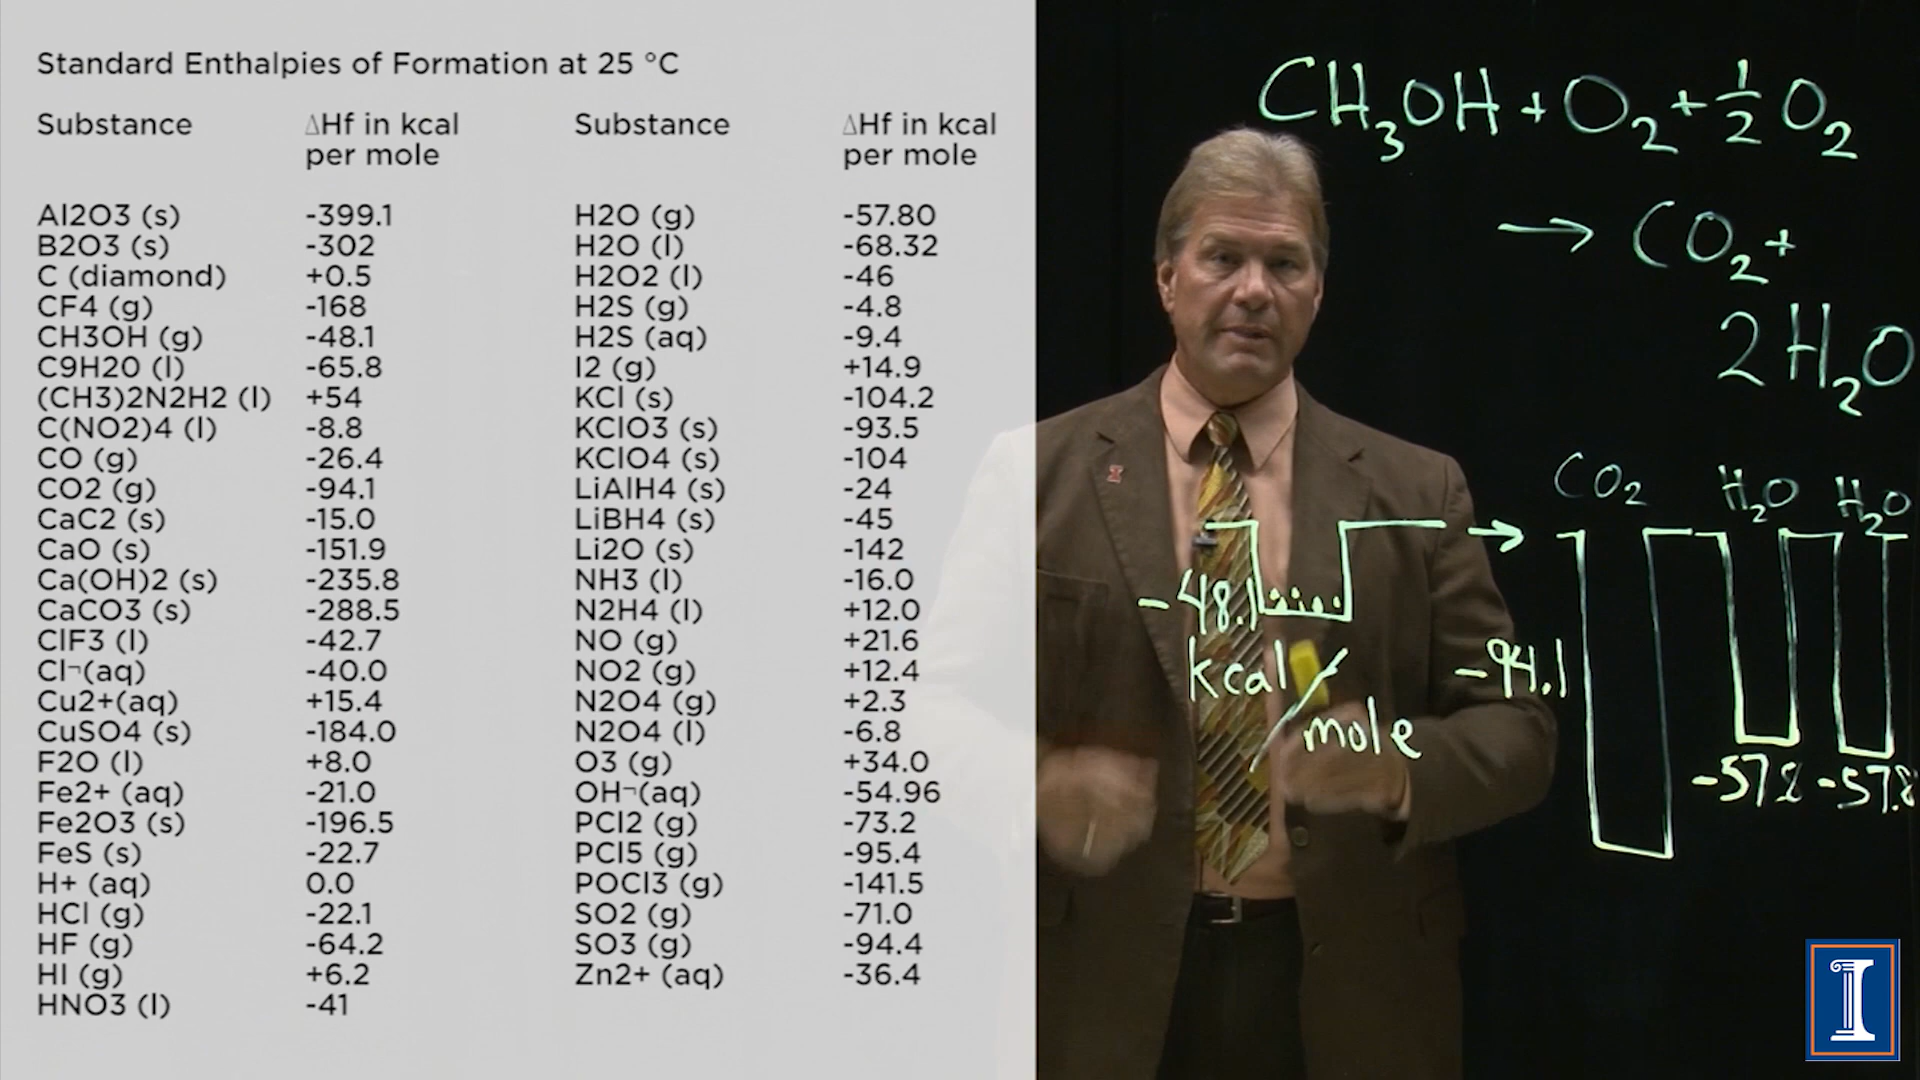 Standard Enthalpies of Formation at 25 °C
Substance ΔHf in kcal per mole Substance ΔHf in kcal per mole
Al2O3 (s) -399.1 H2O (g) -57.80
B2O3 (s) -302 H2O (l) -68.32
C (diamond) +0.5 H2O2 (l) -46
CF4 (g) -168 H2S (g) -4.8
CH3OH (g) -48.1 H2S (aq) -9.4
C9H20 (l) -65.8 I2 (g) +14.9
(CH3)2N2H2 (l) +54 KCl (s) -104.2
C(NO2)4 (l) -8.8 KClO3 (s) -93.5
CO (g) -26.4 KClO4 (s) -104
CO2 (g) -94.1 LiAlH4 (s) -24
CaC2 (s) -15.0 LiBH4 (s) -45
CaO (s) -151.9 Li2O (s) -142
Ca(OH)2 (s) -235.8 NH3 (l) -16.0
CaCO3 (s) -288.5 N2H4 (l) +12.0
ClF3 (l) -42.7 NO (g) +21.6
Cl¬(aq) -40.0 NO2 (g) +12.4
Cu2+(aq) +15.4 N2O4 (g) +2.3
CuSO4 (s) -184.0 N2O4 (l) -6.8
F2O (l) +8.0 O3 (g) +34.0
Fe2+ (aq) -21.0 OH¬(aq) -54.96
Fe2O3 (s) -196.5 PCl2 (g) -73.2
FeS (s) -22.7 PCl5 (g) -95.4
H+ (aq) 0.0 POCl3 (g) -141.5
HCl (g) -22.1 SO2 (g) -71.0
HF (g) -64.2 SO3 (g) -94.4
HI (g) +6.2 Zn2+ (aq) -36.4
HNO3 (l) -41
CH₃OH + O₂ + ½ O₂
→ CO₂ +
2H₂O
CO₂ H₂O H₂O
→
-48.1
kcal/mole
-94.1
-57.8 -57.8
I